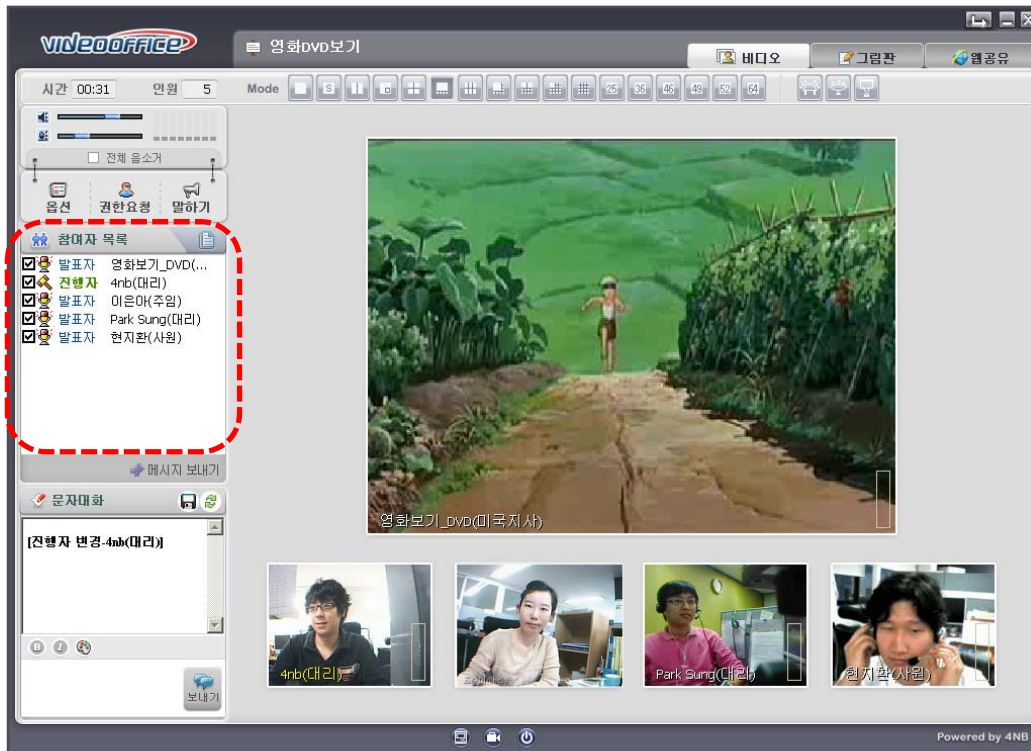 VIDEOOFFICE
영화DVD보기
비디오
그림판
웹공유
시간 00:31 인원 5
Mode S 25 36 46 49 52 64
전체 음소거
옵션 권한요청 말하기
참여자 목록
발표자 영화보기_DVD(...
진행자 4nb(대리)
발표자 이은아(주임)
발표자 Park Sung(대리)
발표자 현지환(사원)
메시지 보내기
문자대화
[진행자 변경-4nb(대리)]
보내기
영화보기_DVD(미국지사)
4nb(대리)
Park Sung(대리)
현지환(사원)
Powered by 4NB